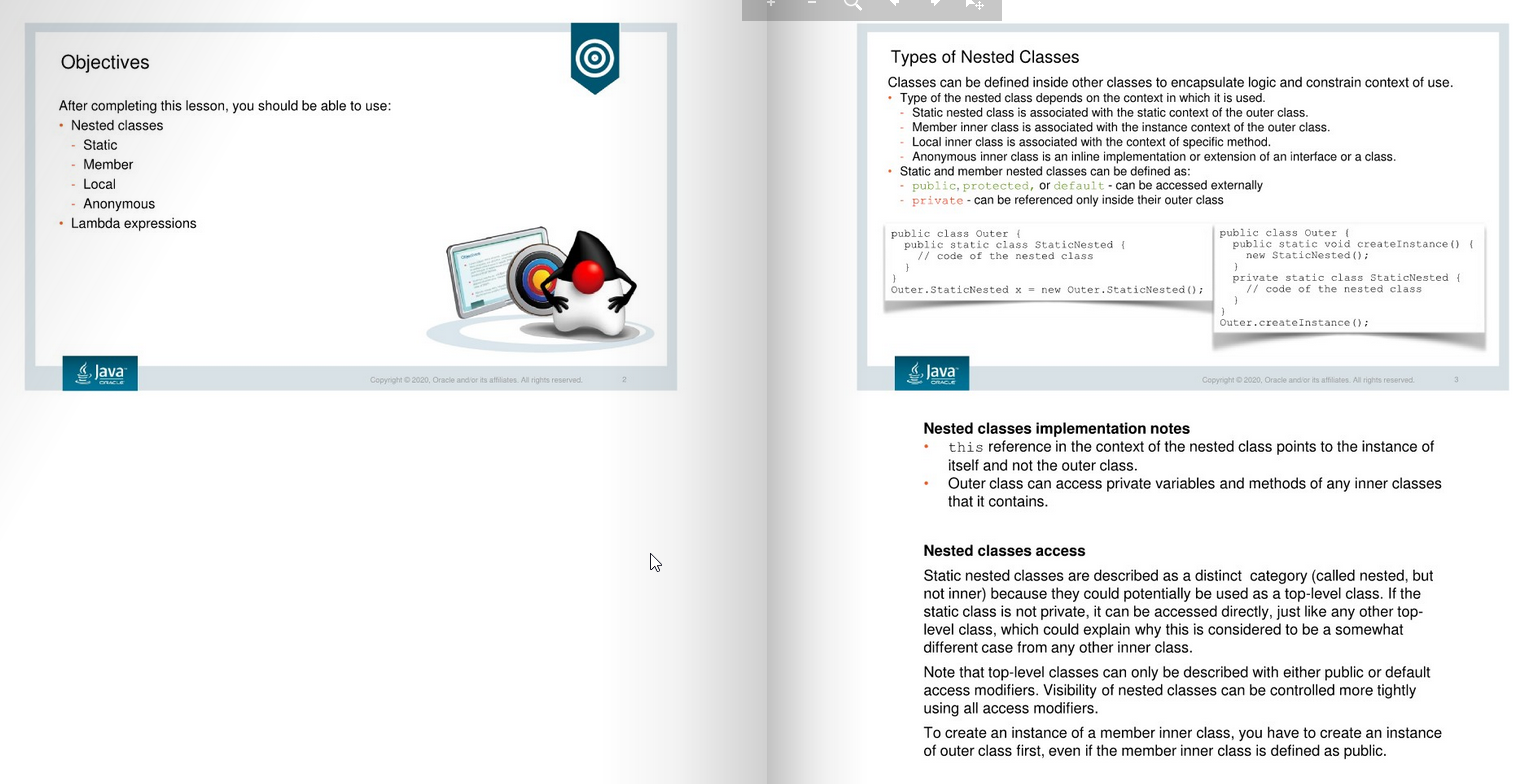 Objectives
After completing this lesson, you should be able to use:
• Nested classes
- Static
- Member
- Local
- Anonymous
• Lambda expressions
Java
ORACLE
Copyright © 2020, Oracle and/or its affiliates. All rights reserved. 2
Types of Nested Classes
Classes can be defined inside other classes to encapsulate logic and constrain context of use.
• Type of the nested class depends on the context in which it is used.
- Static nested class is associated with the static context of the outer class.
- Member inner class is associated with the instance context of the outer class.
- Local inner class is associated with the context of specific method.
- Anonymous inner class is an inline implementation or extension of an interface or a class.
• Static and member nested classes can be defined as:
- public, protected, or default - can be accessed externally
- private - can be referenced only inside their outer class
public class Outer {
public static class StaticNested {
// code of the nested class
}
}
Outer.StaticNested x = new Outer.StaticNested();
public class Outer {
public static void createInstance() {
new StaticNested();
}
private static class StaticNested {
// code of the nested class
}
}
Outer.createInstance();
Java
ORACLE
Copyright © 2020, Oracle and/or its affiliates. All rights reserved. 3
Nested classes implementation notes
• this reference in the context of the nested class points to the instance of
itself and not the outer class.
• Outer class can access private variables and methods of any inner classes
that it contains.
Nested classes access
Static nested classes are described as a distinct category (called nested, but
not inner) because they could potentially be used as a top-level class. If the
static class is not private, it can be accessed directly, just like any other top-
level class, which could explain why this is considered to be a somewhat
different case from any other inner class.
Note that top-level classes can only be described with either public or default
access modifiers. Visibility of nested classes can be controlled more tightly
using all access modifiers.
To create an instance of a member inner class, you have to create an instance
of outer class first, even if the member inner class is defined as public.